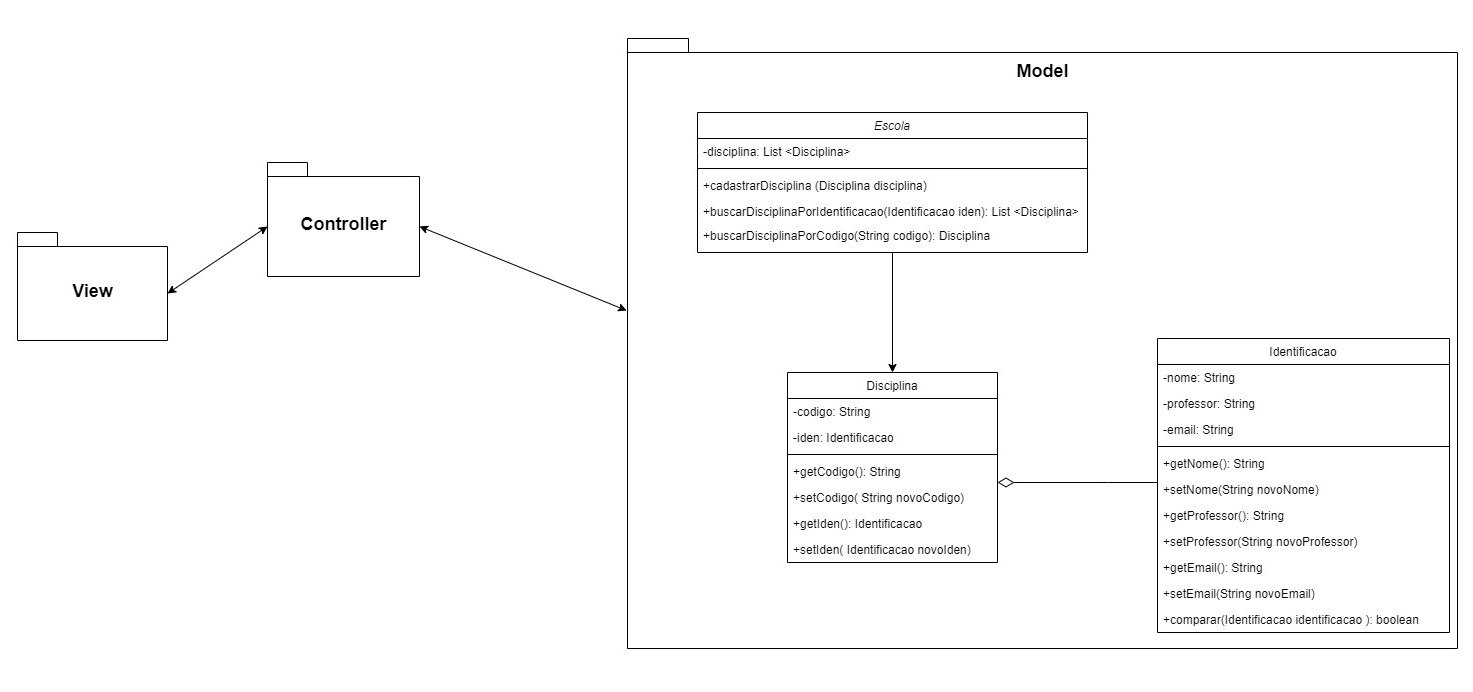 View
Controller
Model
Escola
-disciplina: List <Disciplina>
+cadastrarDisciplina (Disciplina disciplina)
+buscarDisciplinaPorIdentificacao(Identificacao iden): List <Disciplina>
+buscarDisciplinaPorCodigo(String codigo): Disciplina
Disciplina
-codigo: String
-iden: Identificacao
+getCodigo(): String
+setCodigo( String novoCodigo)
+getIden(): Identificacao
+setIden( Identificacao novoIden)
Identificacao
-nome: String
-professor: String
-email: String
+getNome(): String
+setNome(String novoNome)
+getProfessor(): String
+setProfessor(String novoProfessor)
+getEmail(): String
+setEmail(String novoEmail)
+comparar(Identificacao identificacao ): boolean